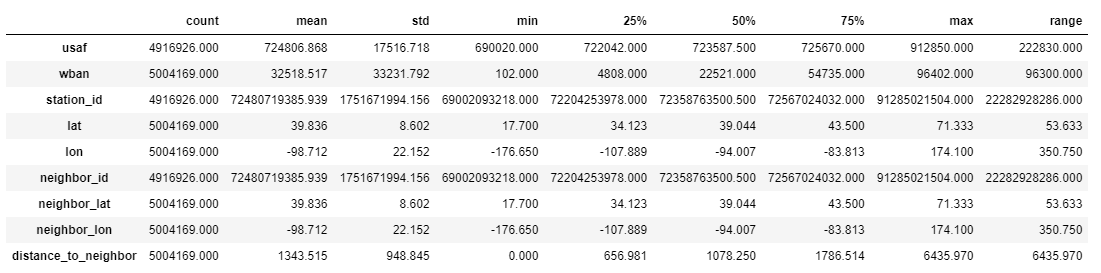 count mean std min 25% 50% 75% max range
usaf 4916926.000 724806.868 17516.718 690020.000 722042.000 723587.500 725670.000 912850.000 222830.000
wban 5004169.000 32518.517 33231.792 102.000 4808.000 22521.000 54735.000 96402.000 96300.000
station_id 4916926.000 72480719385.939 1751671994.156 69002093218.000 72204253978.000 72358763500.500 72567024032.000 91285021504.000 22282928286.000
lat 5004169.000 39.836 8.602 17.700 34.123 39.044 43.500 71.333 53.633
lon 5004169.000 -98.712 22.152 -176.650 -107.889 -94.007 -83.813 174.100 350.750
neighbor_id 4916926.000 72480719385.939 1751671994.156 69002093218.000 72204253978.000 72358763500.500 72567024032.000 91285021504.000 22282928286.000
neighbor_lat 5004169.000 39.836 8.602 17.700 34.123 39.044 43.500 71.333 53.633
neighbor_lon 5004169.000 -98.712 22.152 -176.650 -107.889 -94.007 -83.813 174.100 350.750
distance_to_neighbor 5004169.000 1343.515 948.845 0.000 656.981 1078.250 1786.514 6435.970 6435.970